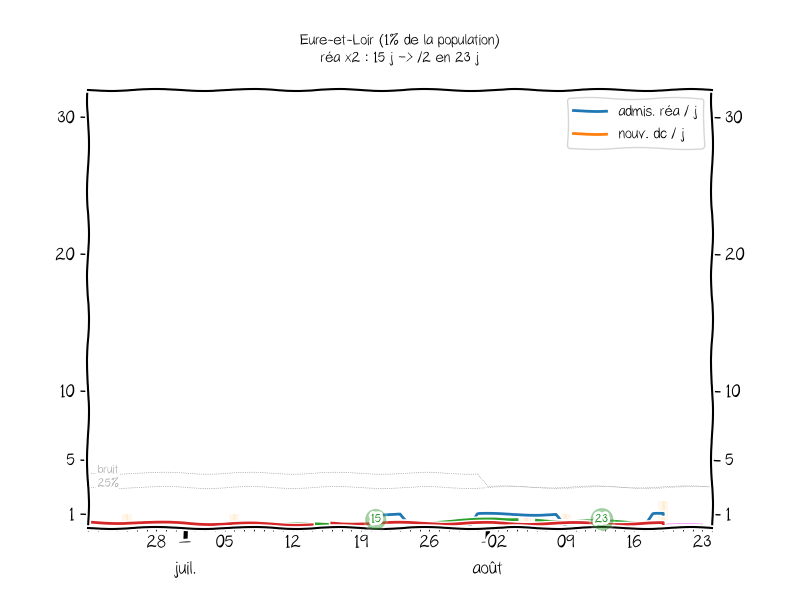 Eure-et-Loir (1% de la population)
réa x2 : 15 j -> /2 en 23 j
admis. réa / j
nouv. dc / j
30
30
20
20
10
10
5
5
bruit
25%
1
1
15
23
28 05 12 19 26 02 09 16 23
juil. août